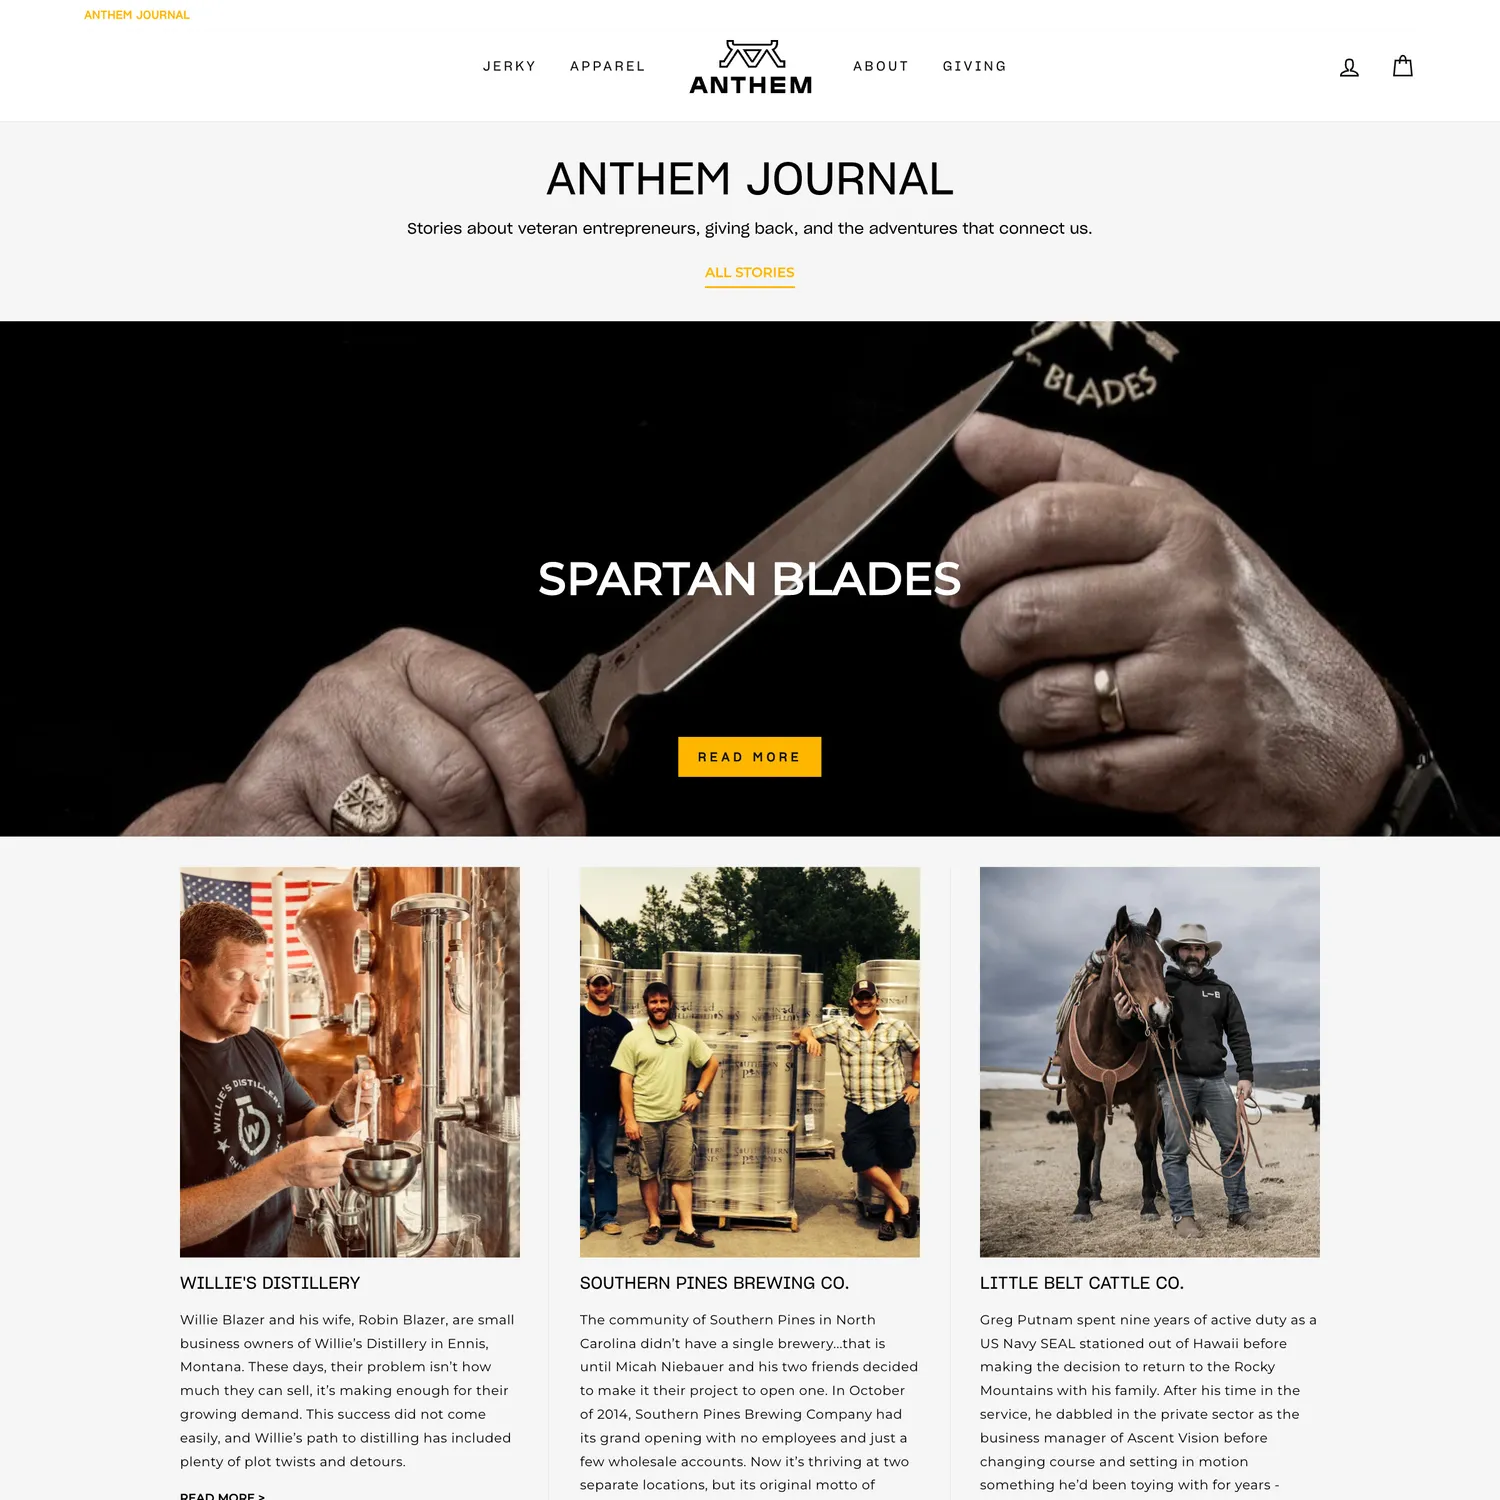 ANTHEM JOURNAL
JERKY
APPAREL
ANTHEM
ABOUT
GIVING
ANTHEM JOURNAL
Stories about veteran entrepreneurs, giving back, and the adventures that connect us.
ALL STORIES
BLADES
SPARTAN BLADES
READ MORE
WILLIE'S DISTILLERY
W
L–B
SOUTHERN
PINES
WILLIE'S DISTILLERY
Willie Blazer and his wife, Robin Blazer, are small
business owners of Willie’s Distillery in Ennis,
Montana. These days, their problem isn’t how
much they can sell, it’s making enough for their
growing demand. This success did not come
easily, and Willie’s path to distilling has included
plenty of plot twists and detours.
READ MORE >
SOUTHERN PINES BREWING CO.
The community of Southern Pines in North
Carolina didn’t have a single brewery...that is
until Micah Niebauer and his two friends decided
to make it their project to open one. In October
of 2014, Southern Pines Brewing Company had
its grand opening with no employees and just a
few wholesale accounts. Now it’s thriving at two
separate locations, but its original motto of
LITTLE BELT CATTLE CO.
Greg Putnam spent nine years of active duty as a
US Navy SEAL stationed out of Hawaii before
making the decision to return to the Rocky
Mountains with his family. After his time in the
service, he dabbled in the private sector as the
business manager of Ascent Vision before
changing course and setting in motion
something he’d been toying with for years -